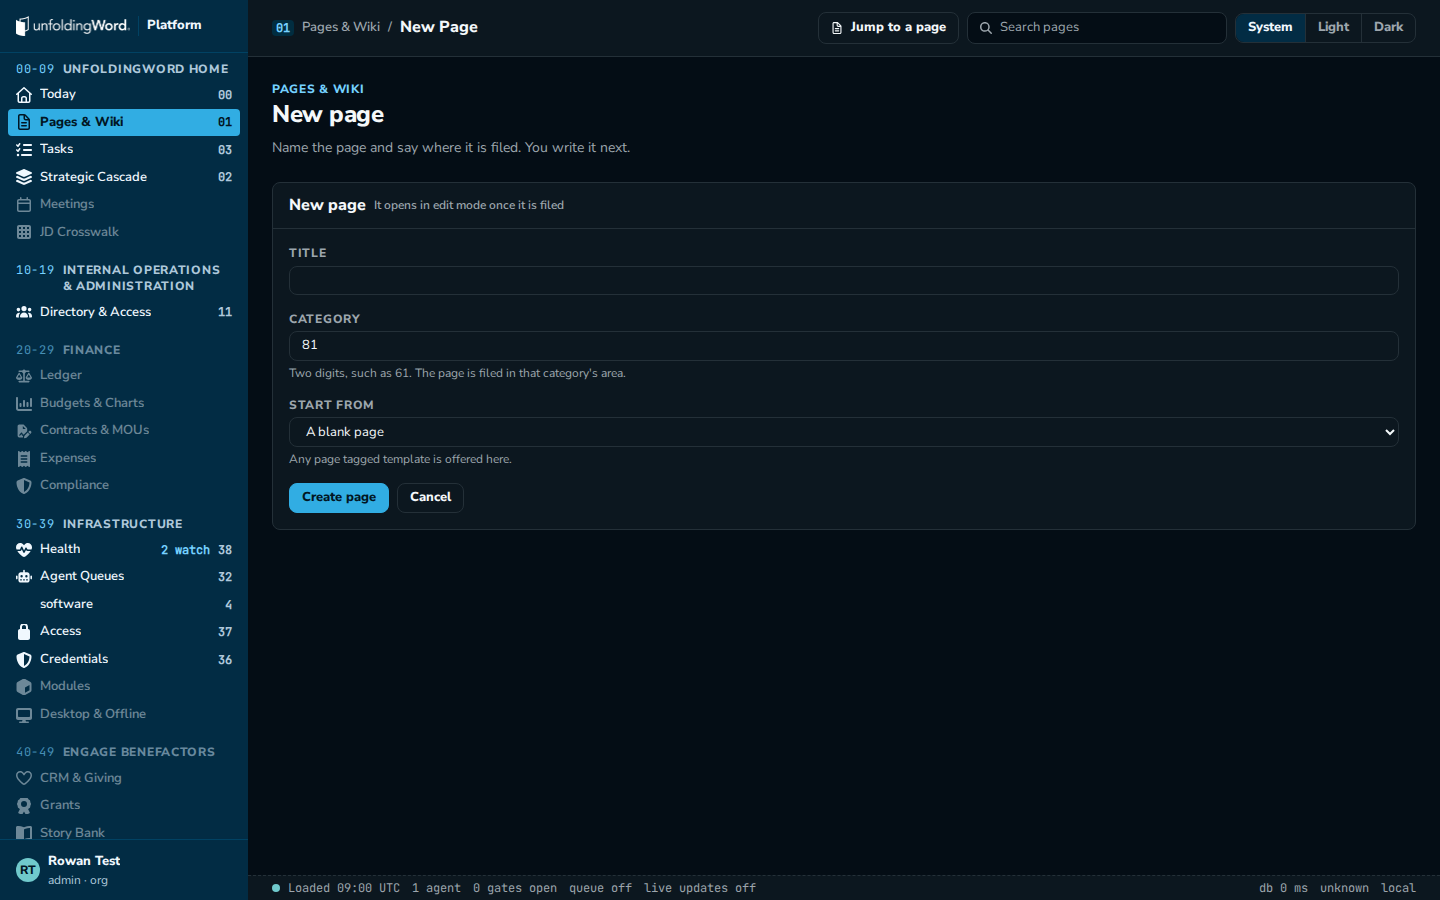 unfoldingWord. Platform
00-09 UNFOLDINGWORD HOME
Today 00
Pages & Wiki 01
Tasks 03
Strategic Cascade 02
Meetings
JD Crosswalk
10-19 INTERNAL OPERATIONS
& ADMINISTRATION
Directory & Access 11
20-29 FINANCE
Ledger
Budgets & Charts
Contracts & MOUs
Expenses
Compliance
30-39 INFRASTRUCTURE
Health 2 watch 38
Agent Queues 32
software 4
Access 37
Credentials 36
Modules
Desktop & Offline
40-49 ENGAGE BENEFACTORS
CRM & Giving
Grants
Story Bank
RT Rowan Test
admin · org
01 Pages & Wiki / New Page
Jump to a page
Search pages
System Light Dark
PAGES & WIKI
New page
Name the page and say where it is filed. You write it next.
New page It opens in edit mode once it is filed
TITLE
CATEGORY
81
Two digits, such as 61. The page is filed in that category's area.
START FROM
A blank page
Any page tagged template is offered here.
Create page Cancel
Loaded 09:00 UTC 1 agent 0 gates open queue off live updates off db 0 ms unknown local